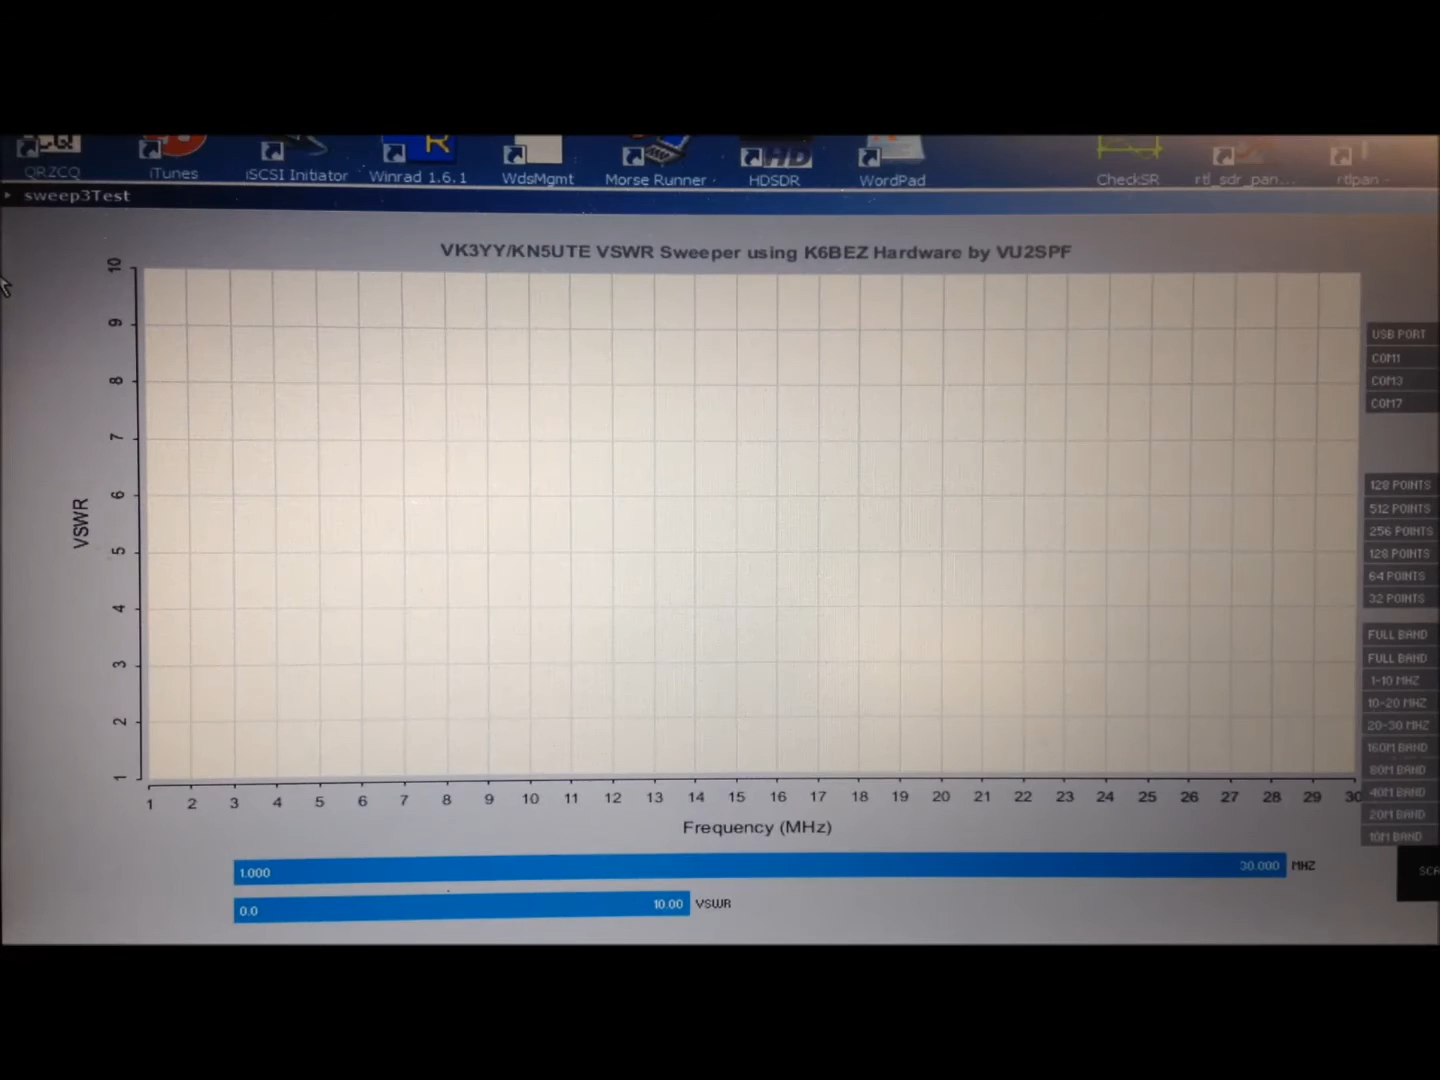 QRZCQ
iTunes
iSCSI Initiator
Winrad 1.6.1
WdsMgmt
Morse Runner
HDSDR
WordPad
CheckSR
rtl_sdr_pan...
rtlpan -
HD
R
sweep3Test
VK3YY/KN5UTE VSWR Sweeper using K6BEZ Hardware by VU2SPF
10
9
8
7
6
5
4
3
2
1
VSWR
1 2 3 4 5 6 7 8 9 10 11 12 13 14 15 16 17 18 19 20 21 22 23 24 25 26 27 28 29 30
Frequency (MHz)
1.000 30.000 MHZ
0.0 10.00 VSWR
USB PORT
COM1
COM3
COM7
128 POINTS
512 POINTS
256 POINTS
128 POINTS
64 POINTS
32 POINTS
FULL BAND
FULL BAND
1-10 MHZ
10-20 MHZ
20-30 MHZ
160M BAND
80M BAND
40M BAND
20M BAND
10M BAND